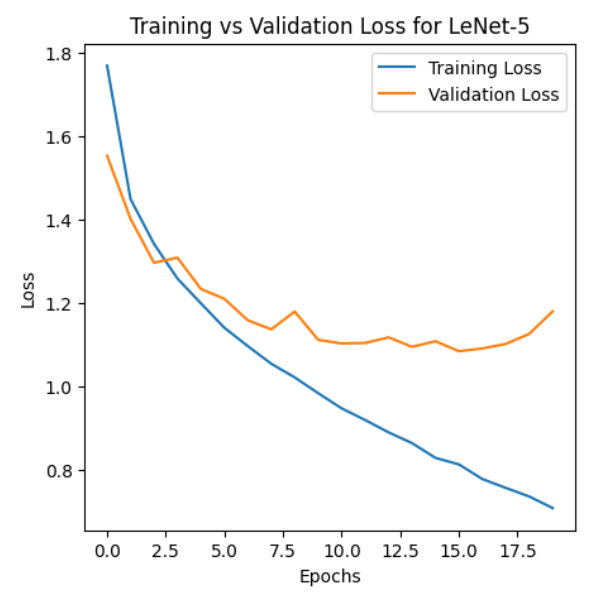 Training vs Validation Loss for LeNet-5
Training Loss
Validation Loss
1.8
1.6
1.4
1.2
1.0
0.8
Loss
0.0 2.5 5.0 7.5 10.0 12.5 15.0 17.5
Epochs